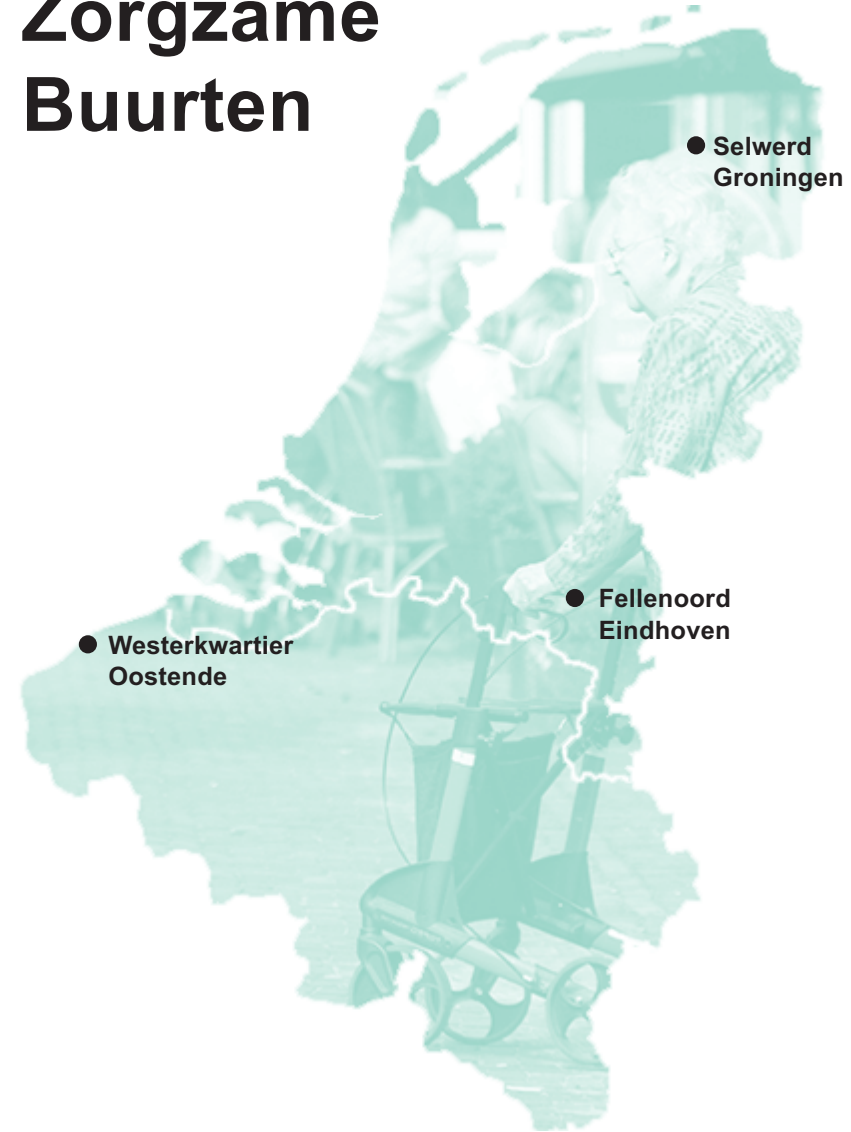 Zorgzame
Buurten
Selwerd
Groningen
Fellenoord
Eindhoven
Westerkwartier
Oostende